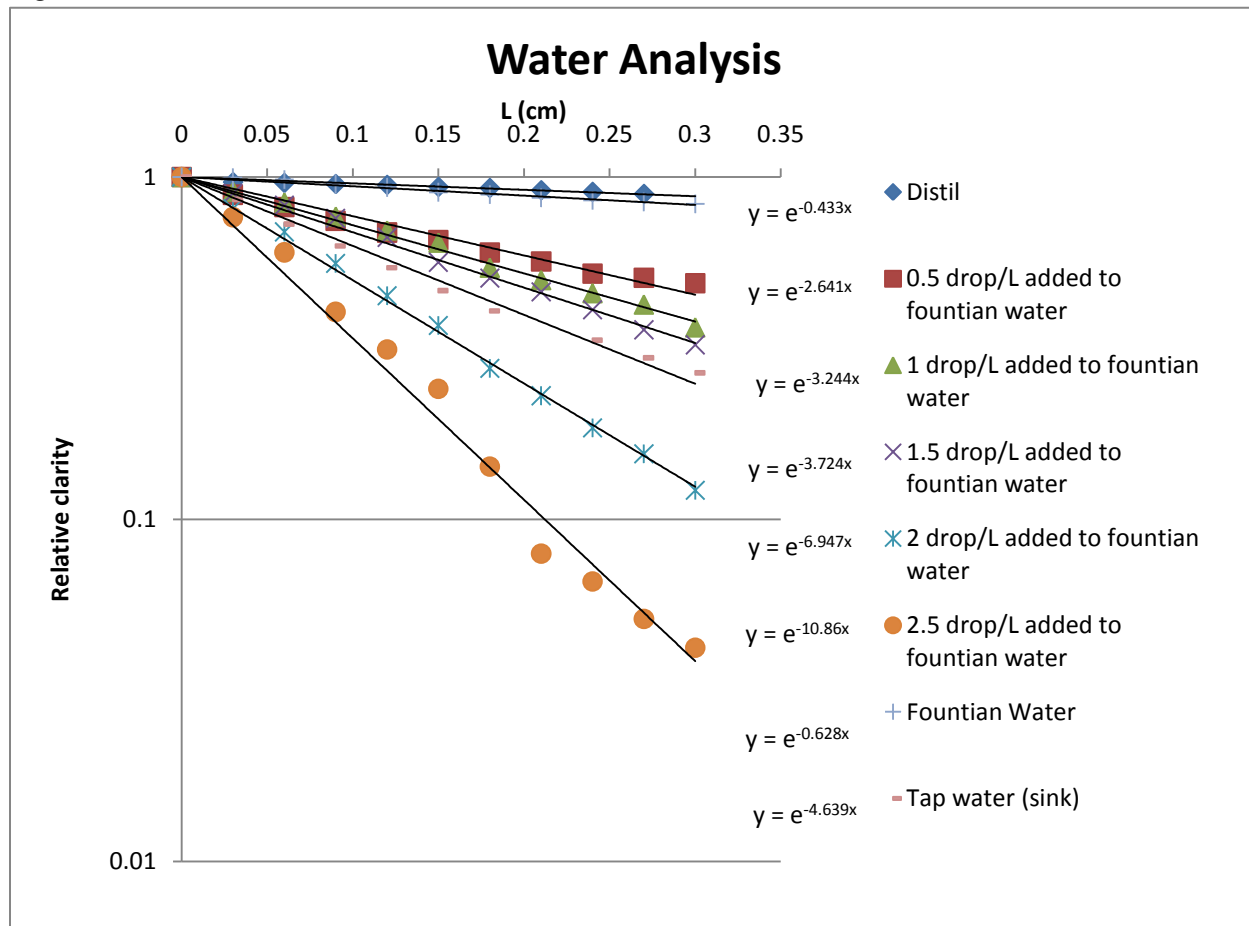 Water Analysis
L (cm)
0 0.05 0.1 0.15 0.2 0.25 0.3 0.35
1
0.1
0.01
Relative clarity
y = e^-0.433x
y = e^-2.641x
y = e^-3.244x
y = e^-3.724x
y = e^-6.947x
y = e^-10.86x
y = e^-0.628x
y = e^-4.639x
Distil
0.5 drop/L added to
fountian water
1 drop/L added to fountian
water
1.5 drop/L added to
fountian water
2 drop/L added to fountian
water
2.5 drop/L added to
fountian water
Fountian Water
Tap water (sink)